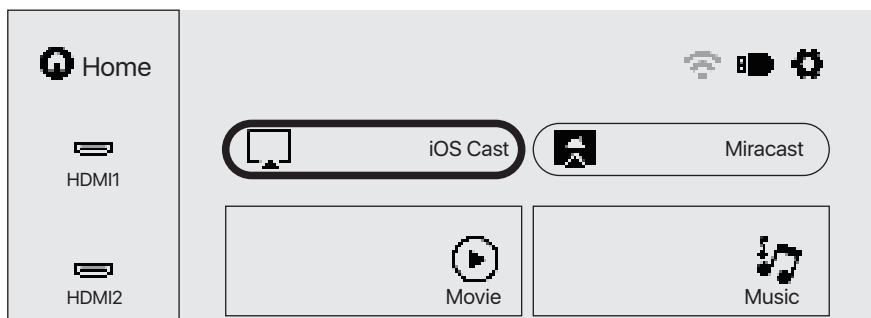 Home
iOS Cast
Miracast
HDMI1
HDMI2
Movie
Music